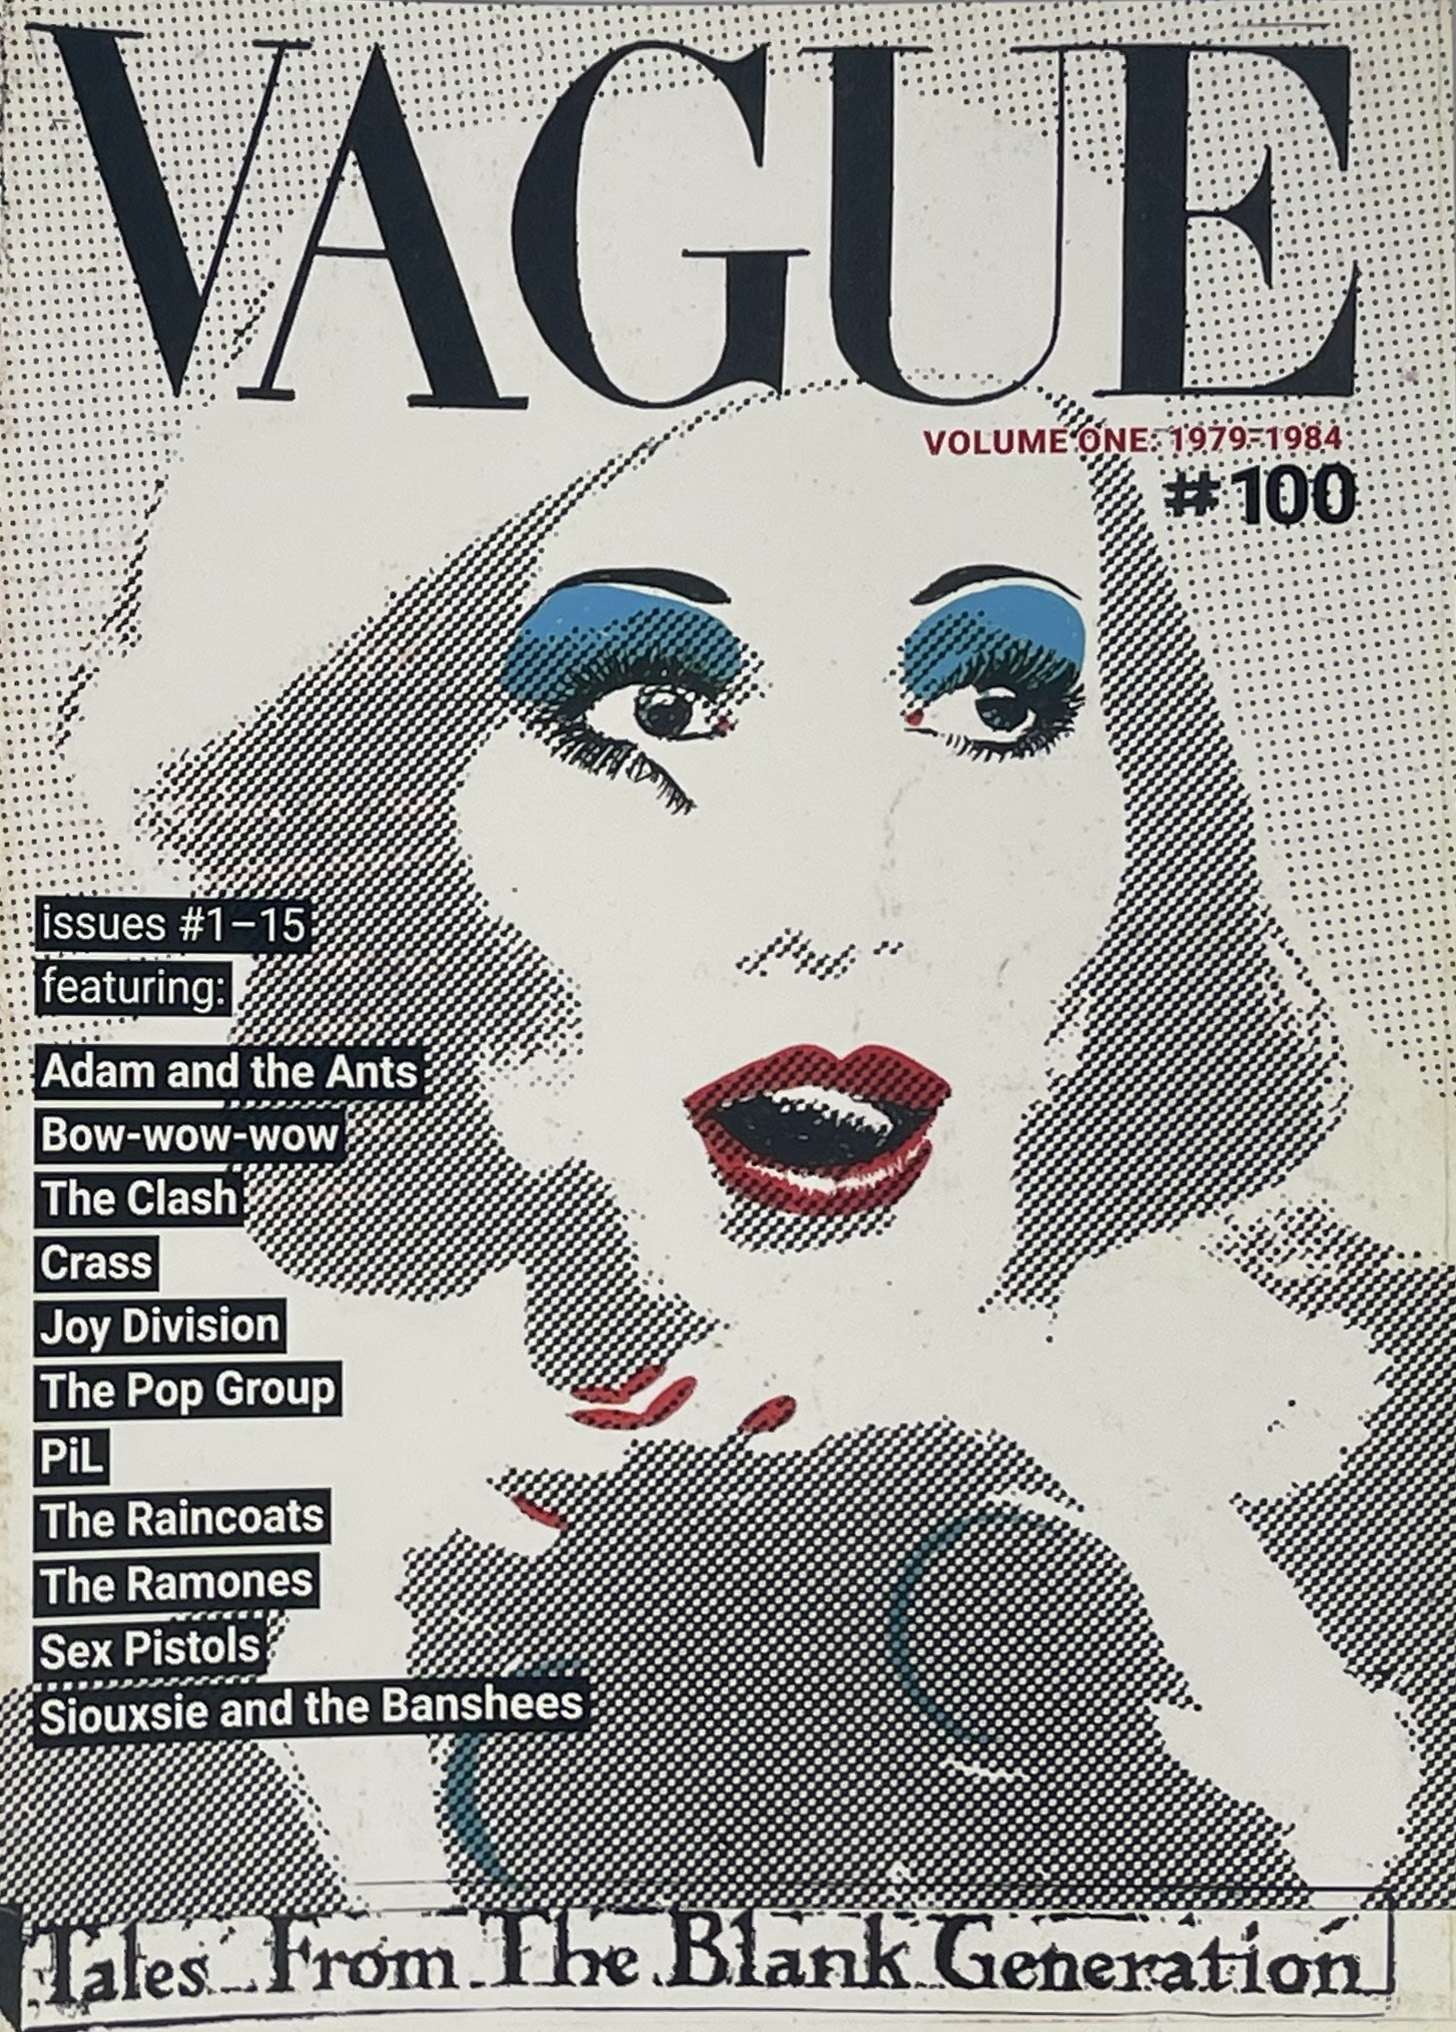 VAGUE
VOLUME ONE: 1979-1984
#100
issues #1–15
featuring:
Adam and the Ants
Bow-wow-wow
The Clash
Crass
Joy Division
The Pop Group
PiL
The Raincoats
The Ramones
Sex Pistols
Siouxsie and the Banshees
Tales From The Blank Generation